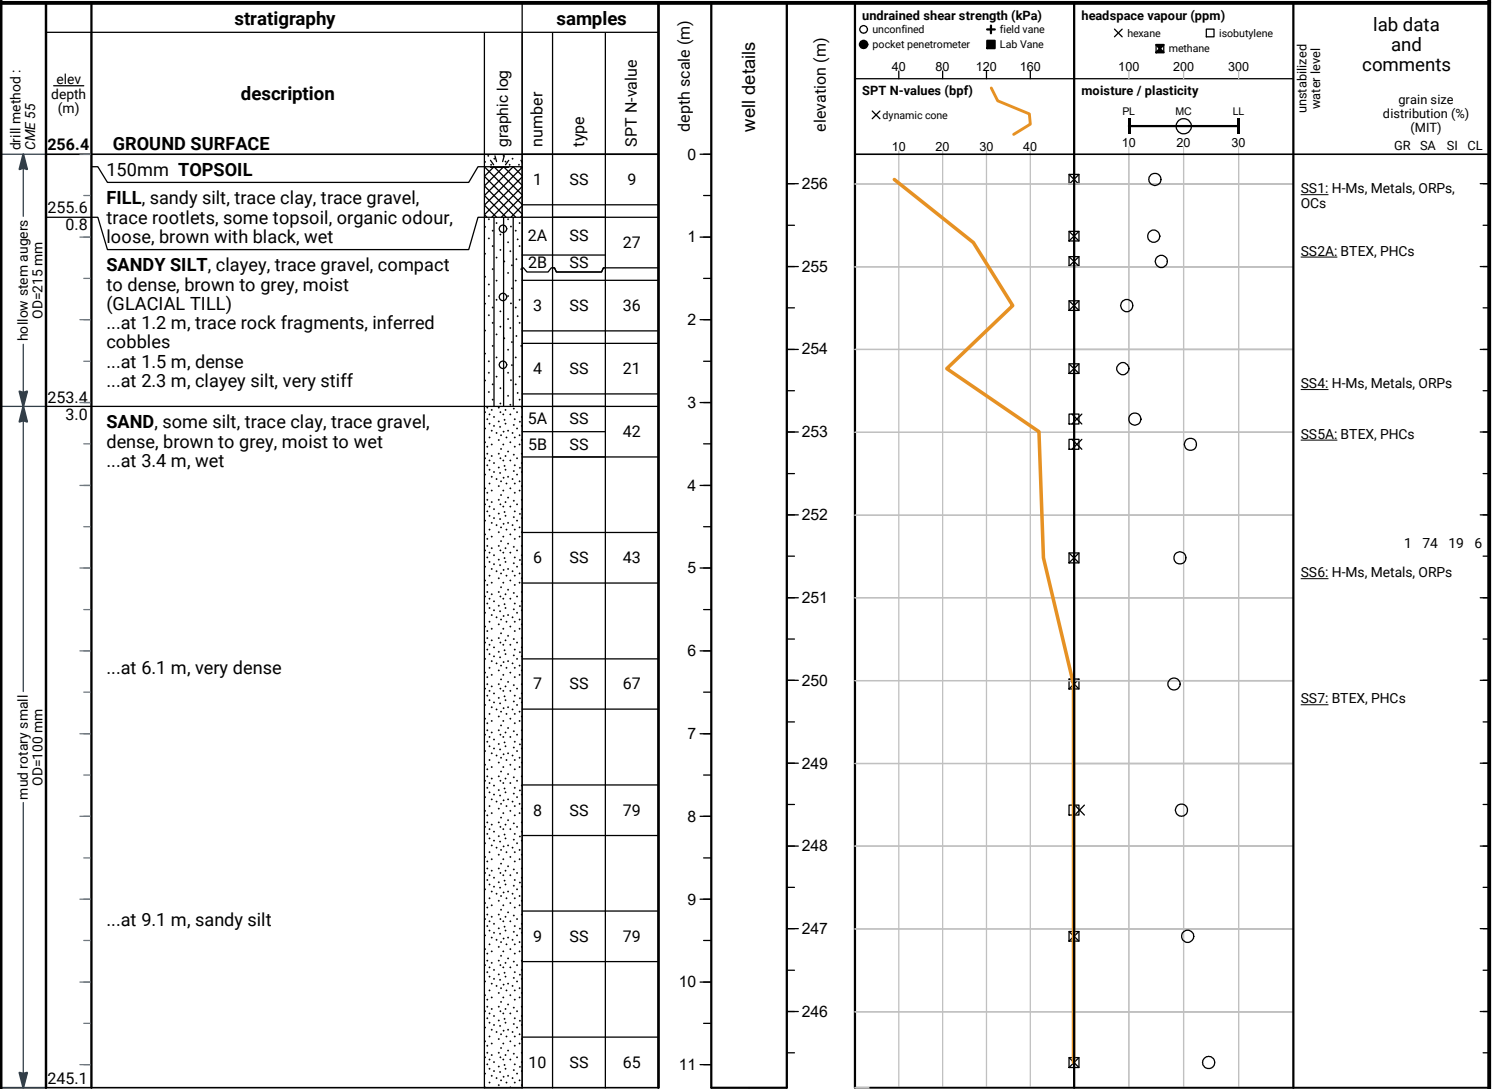 stratigraphy
samples
drill method :
CME 55
elev
depth
(m)
description
graphic log
number
type
SPT N-value
depth scale (m)
well details
elevation (m)
undrained shear strength (kPa)
unconfined
field vane
pocket penetrometer
Lab Vane
40 80 120 160
SPT N-values (bpf)
dynamic cone
10 20 30 40
headspace vapour (ppm)
hexane
isobutylene
methane
100 200 300
moisture / plasticity
PL MC LL
10 20 30
unstabilized
water level
lab data
and
comments
grain size
distribution (%)
(MIT)
GR SA SI CL
256.4 GROUND SURFACE
150mm TOPSOIL
FILL, sandy silt, trace clay, trace gravel,
trace rootlets, some topsoil, organic odour,
loose, brown with black, wet
255.6
0.8
SANDY SILT, clayey, trace gravel, compact
to dense, brown to grey, moist
(GLACIAL TILL)
...at 1.2 m, trace rock fragments, inferred
cobbles
...at 1.5 m, dense
...at 2.3 m, clayey silt, very stiff
253.4
3.0
SAND, some silt, trace clay, trace gravel,
dense, brown to grey, moist to wet
...at 3.4 m, wet
...at 6.1 m, very dense
...at 9.1 m, sandy silt
245.1
hollow stem augers
OD=215 mm
mud rotary small
OD=100 mm
1 SS 9
2A SS 27
2B SS
3 SS 36
4 SS 21
5A SS 42
5B SS
6 SS 43
7 SS 67
8 SS 79
9 SS 79
10 SS 65
0
1
2
3
4
5
6
7
8
9
10
11
256
255
254
253
252
251
250
249
248
247
246
SS1: H-Ms, Metals, ORPs,
OCs
SS2A: BTEX, PHCs
SS4: H-Ms, Metals, ORPs
SS5A: BTEX, PHCs
1 74 19 6
SS6: H-Ms, Metals, ORPs
SS7: BTEX, PHCs